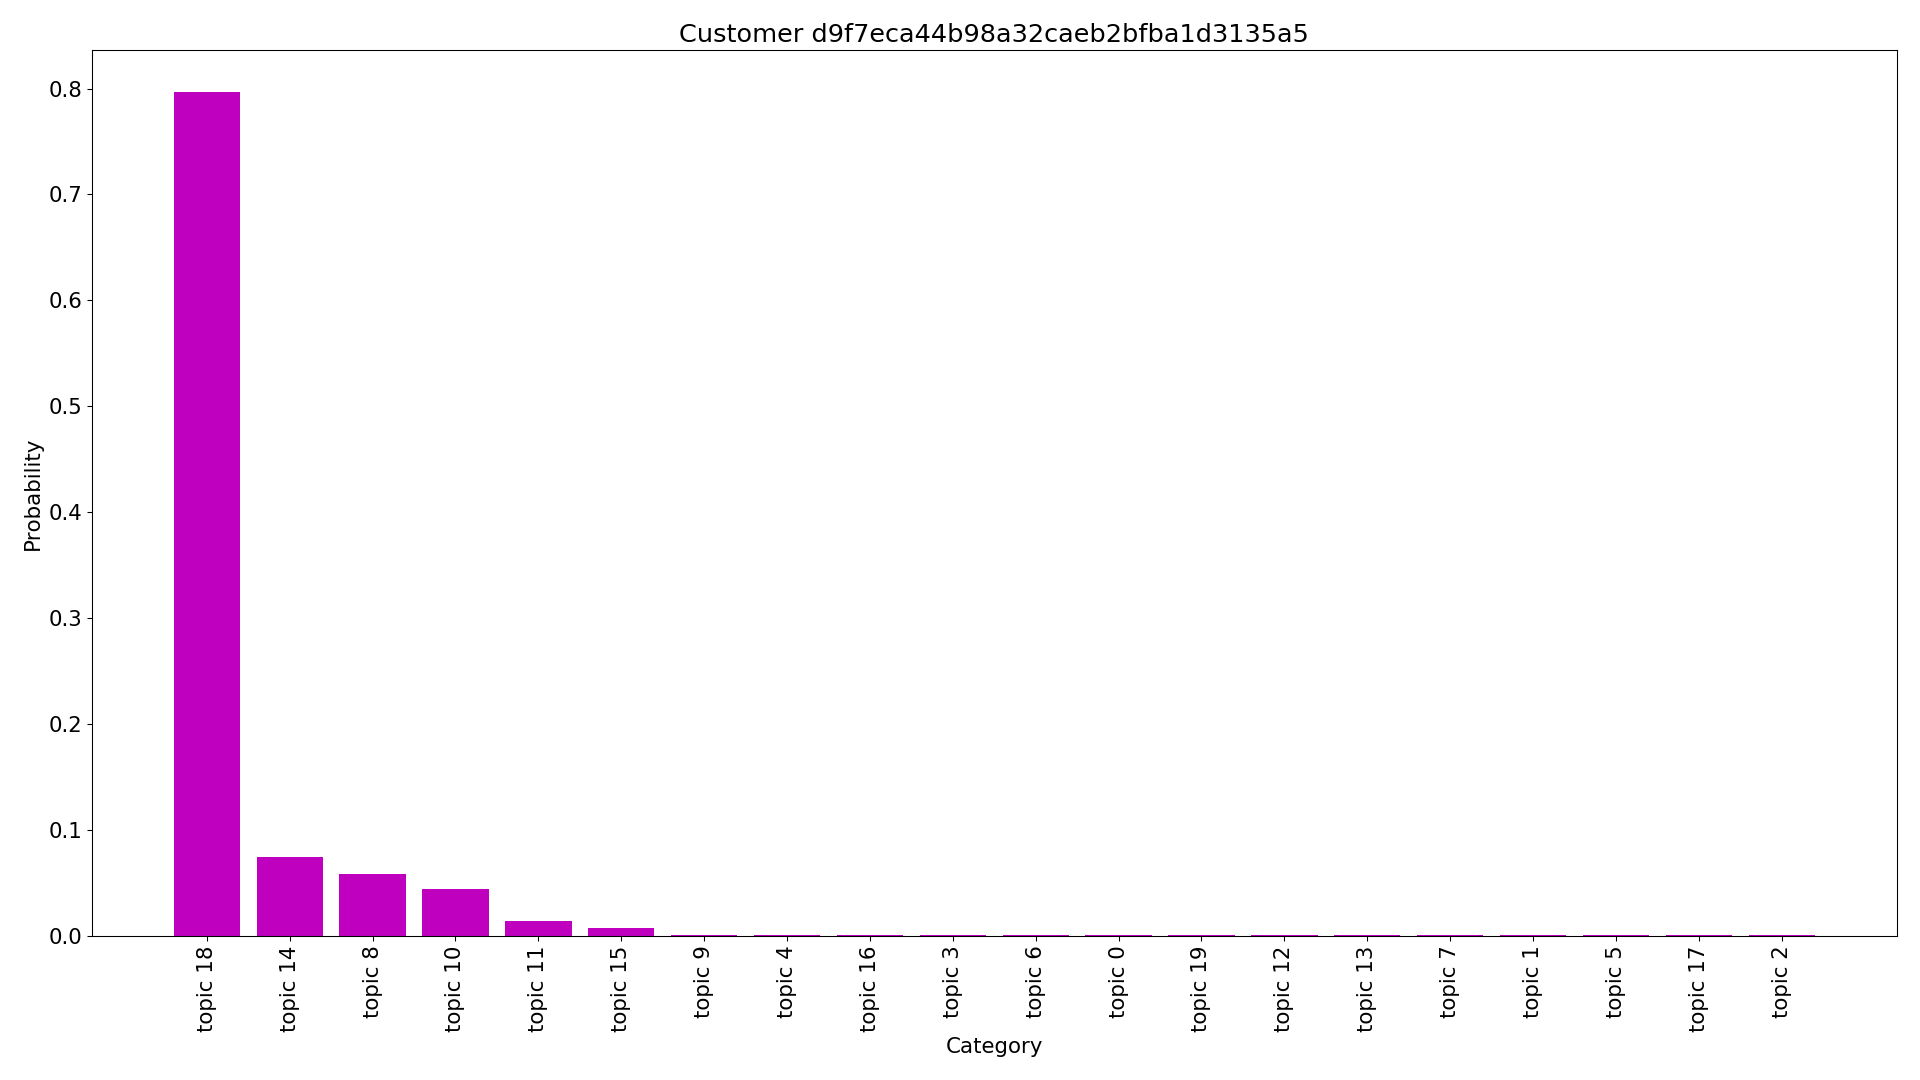 Customer d9f7eca44b98a32caeb2bfba1d3135a5
Probability
0.8
0.7
0.6
0.5
0.4
0.3
0.2
0.1
0.0
topic 18
topic 14
topic 8
topic 10
topic 11
topic 15
topic 9
topic 4
topic 16
topic 3
topic 6
topic 0
topic 19
topic 12
topic 13
topic 7
topic 1
topic 5
topic 17
topic 2
Category